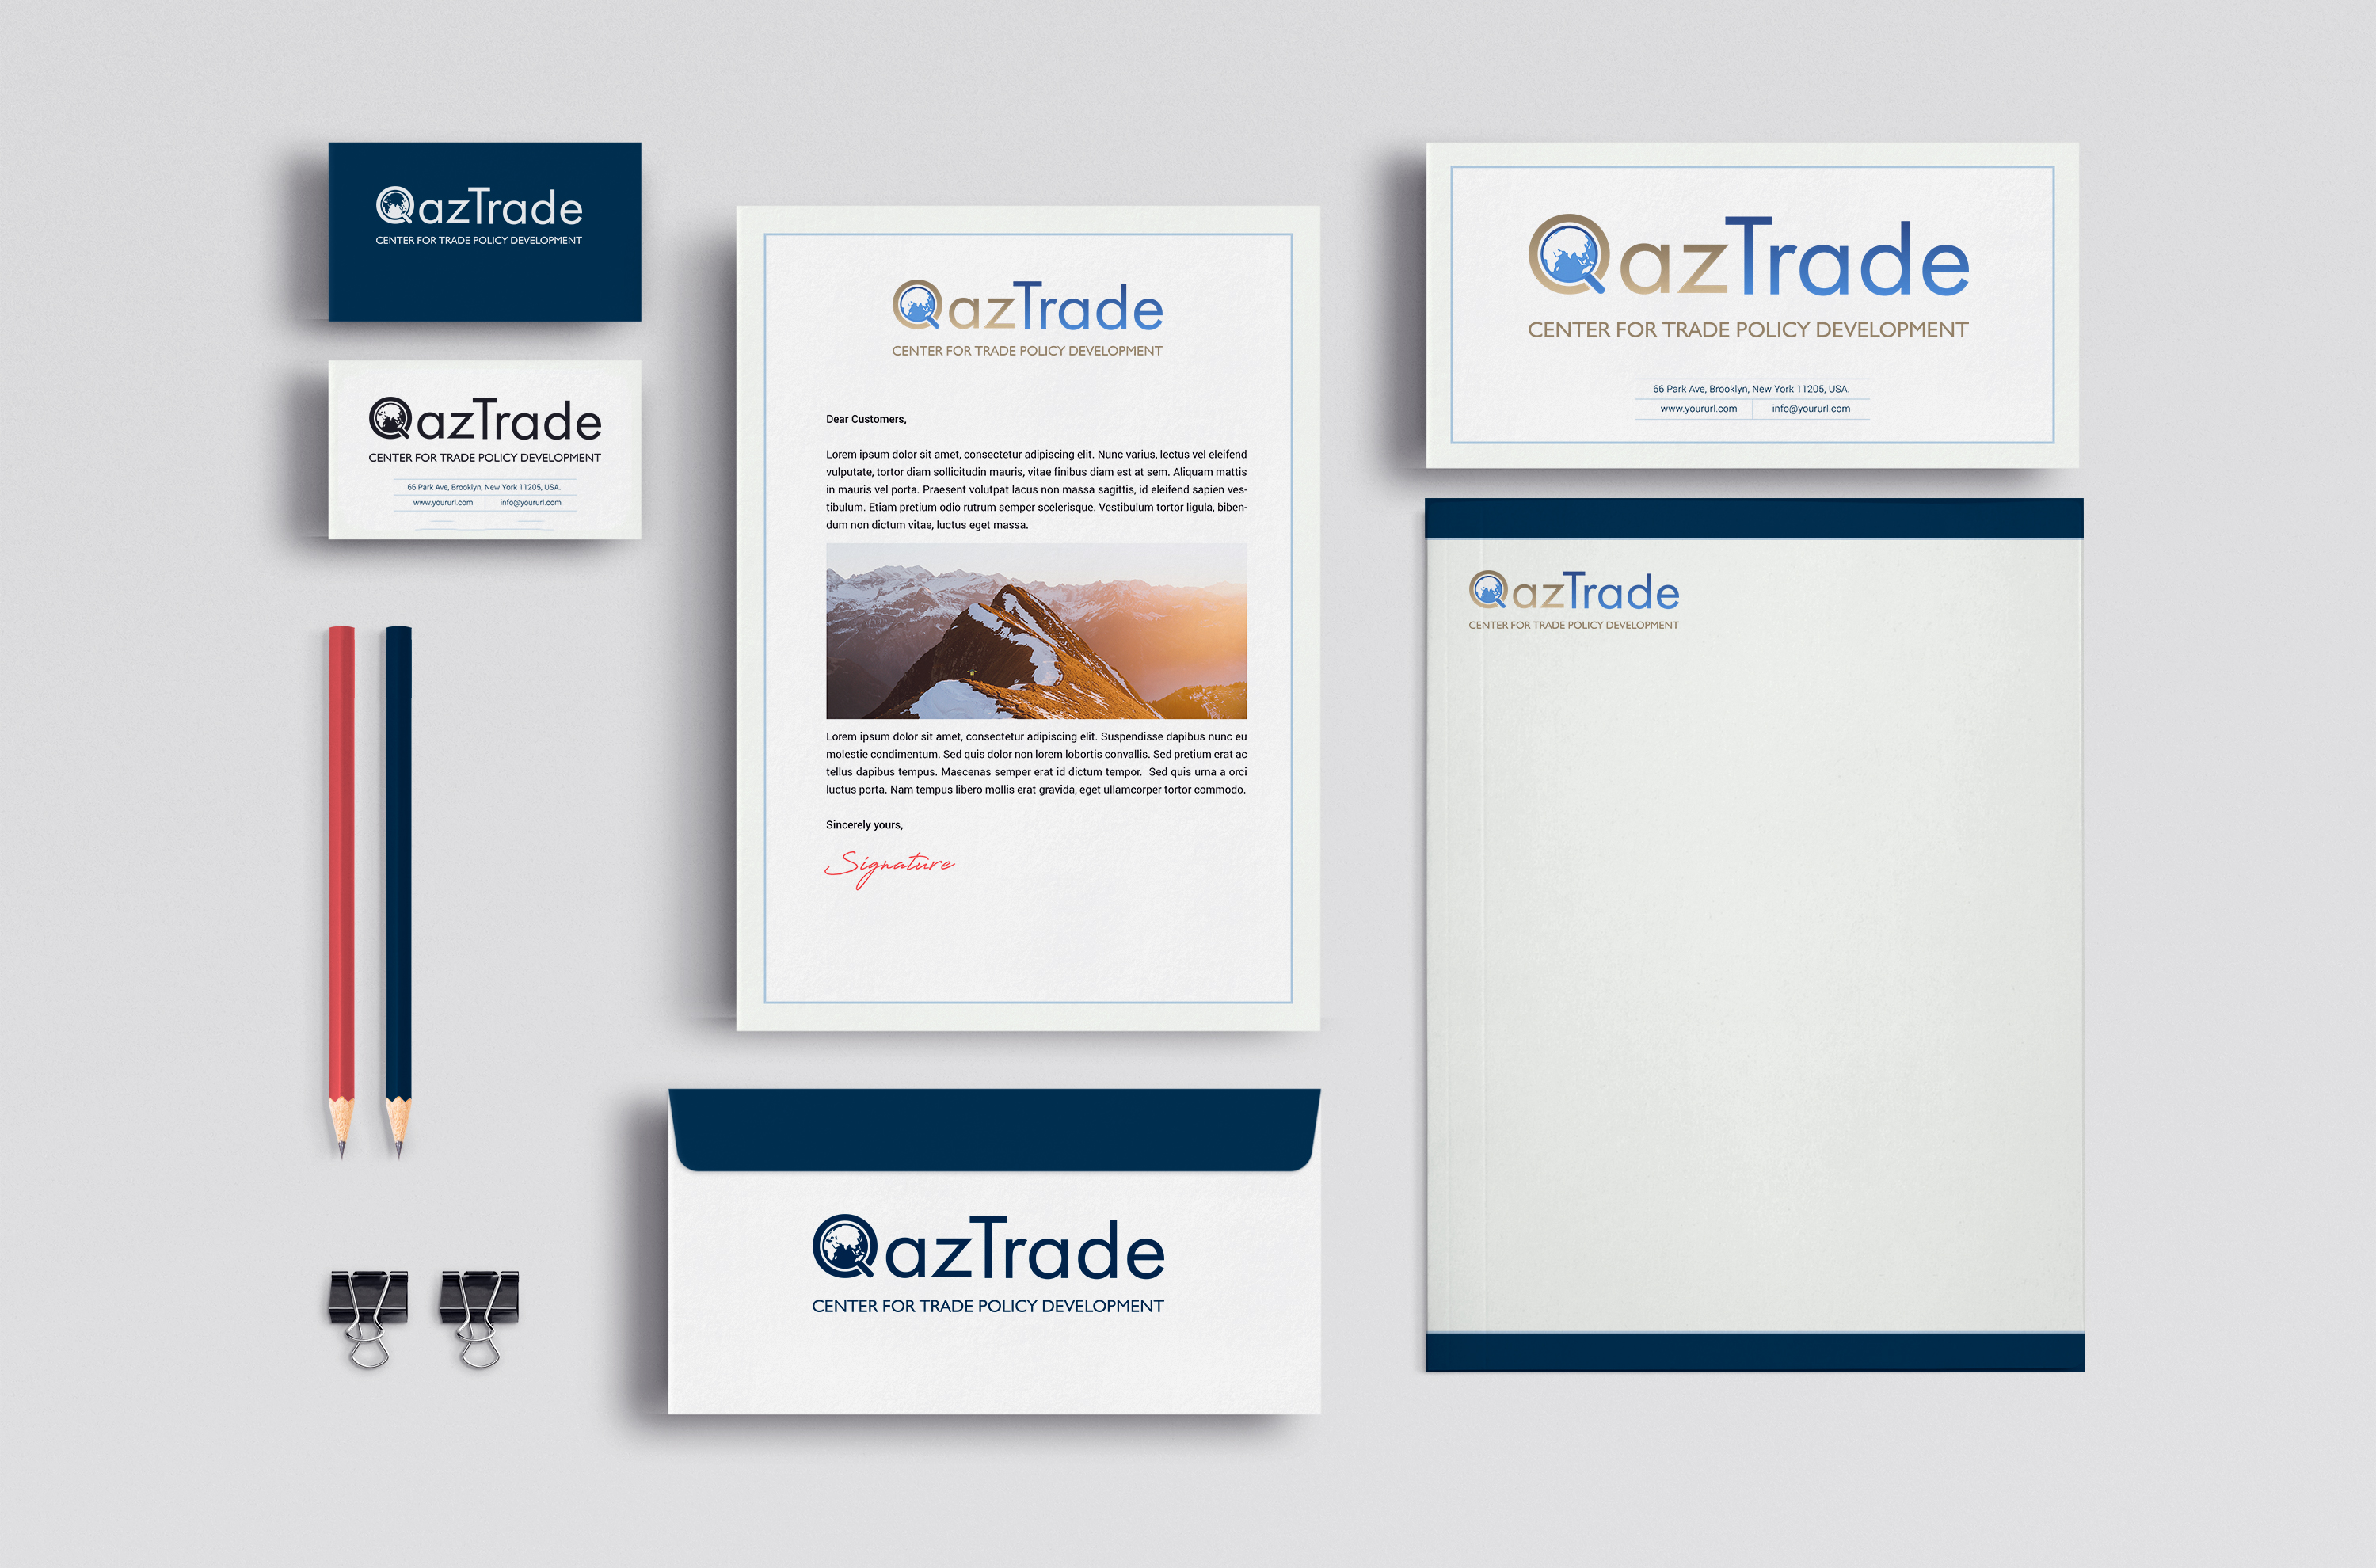 QazTrade
CENTER FOR TRADE POLICY DEVELOPMENT
QazTrade
CENTER FOR TRADE POLICY DEVELOPMENT
66 Park Ave, Brooklyn, New York 11205, USA.
www.yoururl.com info@yoururl.com
QazTrade
CENTER FOR TRADE POLICY DEVELOPMENT
Dear Customers,
Lorem ipsum dolor sit amet, consectetur adipiscing elit. Nunc varius, lectus vel eleifend
vulputate, tortor diam sollicitudin mauris, vitae finibus diam est at sem. Aliquam mattis
in mauris vel porta. Praesent volutpat lacus non massa sagittis, id eleifend sapien ves-
tibulum. Etiam pretium odio rutrum semper scelerisque. Vestibulum tortor ligula, biben-
dum non dictum vitae, luctus eget massa.
Lorem ipsum dolor sit amet, consectetur adipiscing elit. Suspendisse dapibus nunc eu
molestie condimentum. Sed quis dolor non lorem lobortis convallis. Sed pretium erat ac
tellus dapibus tempus. Maecenas semper erat id dictum tempor. Sed quis urna a orci
luctus porta. Nam tempus libero mollis erat gravida, eget ullamcorper tortor commodo.
Sincerely yours,
Signature
QazTrade
CENTER FOR TRADE POLICY DEVELOPMENT
QazTrade
CENTER FOR TRADE POLICY DEVELOPMENT
66 Park Ave, Brooklyn, New York 11205, USA.
www.yoururl.com info@yoururl.com
QazTrade
CENTER FOR TRADE POLICY DEVELOPMENT